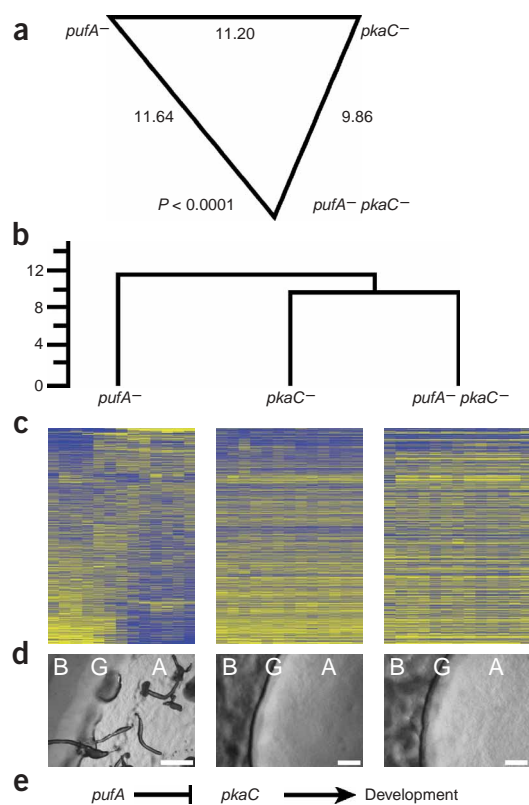 a
pufA– 11.20 pkaC–
11.64 9.86
P < 0.0001 pufA– pkaC–
b
12
8
4
0
pufA– pkaC– pufA– pkaC–
c
d
B G A B G A B G A
e
pufA pkaC Development